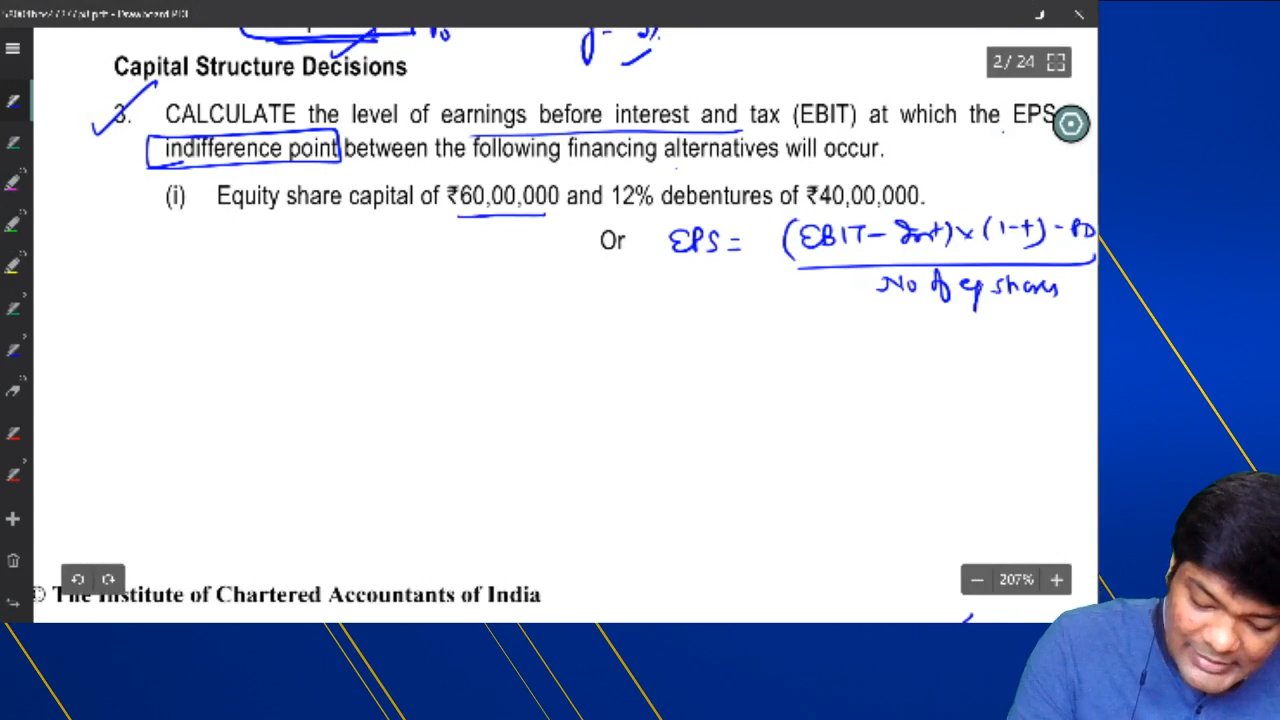 Capital Structure Decisions
2 / 24
3. CALCULATE the level of earnings before interest and tax (EBIT) at which the EPS
indifference point between the following financing alternatives will occur.
(i) Equity share capital of ₹60,00,000 and 12% debentures of ₹40,00,000.
Or EPS = (EBIT - Int) × (1-t) - PD
No of eq shares
207%
© The Institute of Chartered Accountants of India